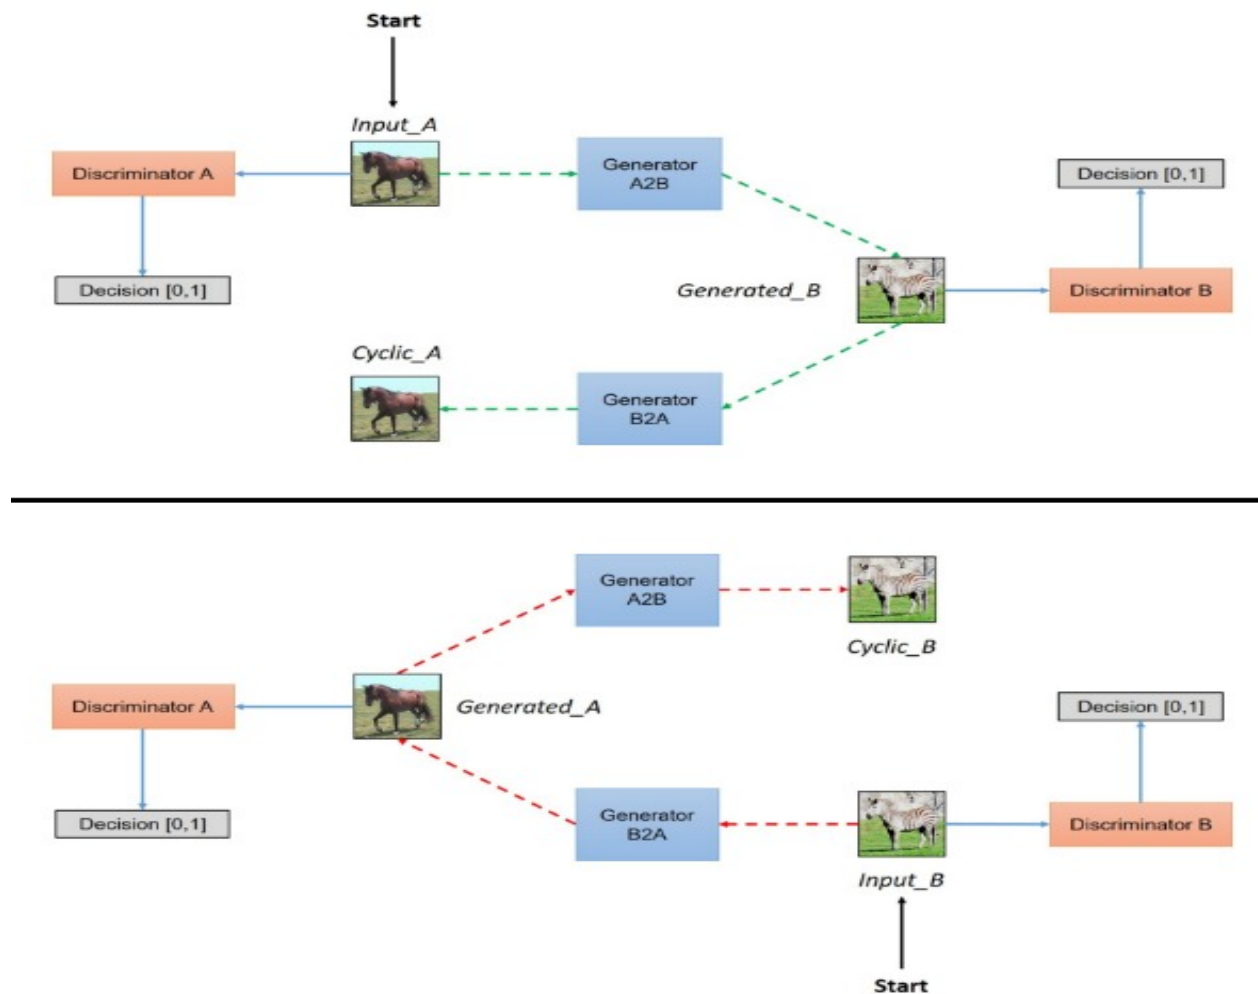 Start
Input_A
Discriminator A
Generator
A2B
Decision [0,1]
Decision [0,1]
Generated_B
Discriminator B
Cyclic_A
Generator
B2A
Generator
A2B
Cyclic_B
Discriminator A
Generated_A
Decision [0,1]
Decision [0,1]
Generator
B2A
Discriminator B
Input_B
Start